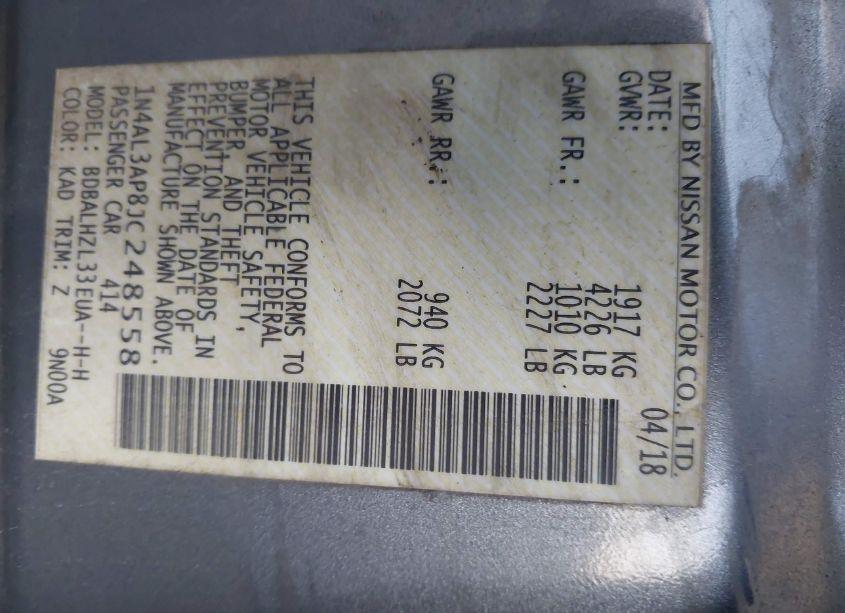 MFD BY NISSAN MOTOR CO., LTD.
DATE: 04/18
GVWR: 1917 KG
4226 LB
GAWR FR.: 1010 KG
2227 LB
GAWR RR.: 940 KG
2072 LB
THIS VEHICLE CONFORMS TO
ALL APPLICABLE FEDERAL
MOTOR VEHICLE SAFETY,
BUMPER, AND THEFT
PREVENTION STANDARDS IN
EFFECT ON THE DATE OF
MANUFACTURE SHOWN ABOVE.
1N4AL3AP8JC248558
PASSENGER CAR 414
MODEL: BDBALHZL33EUA--H-H
COLOR: KAD TRIM: Z 9N00A